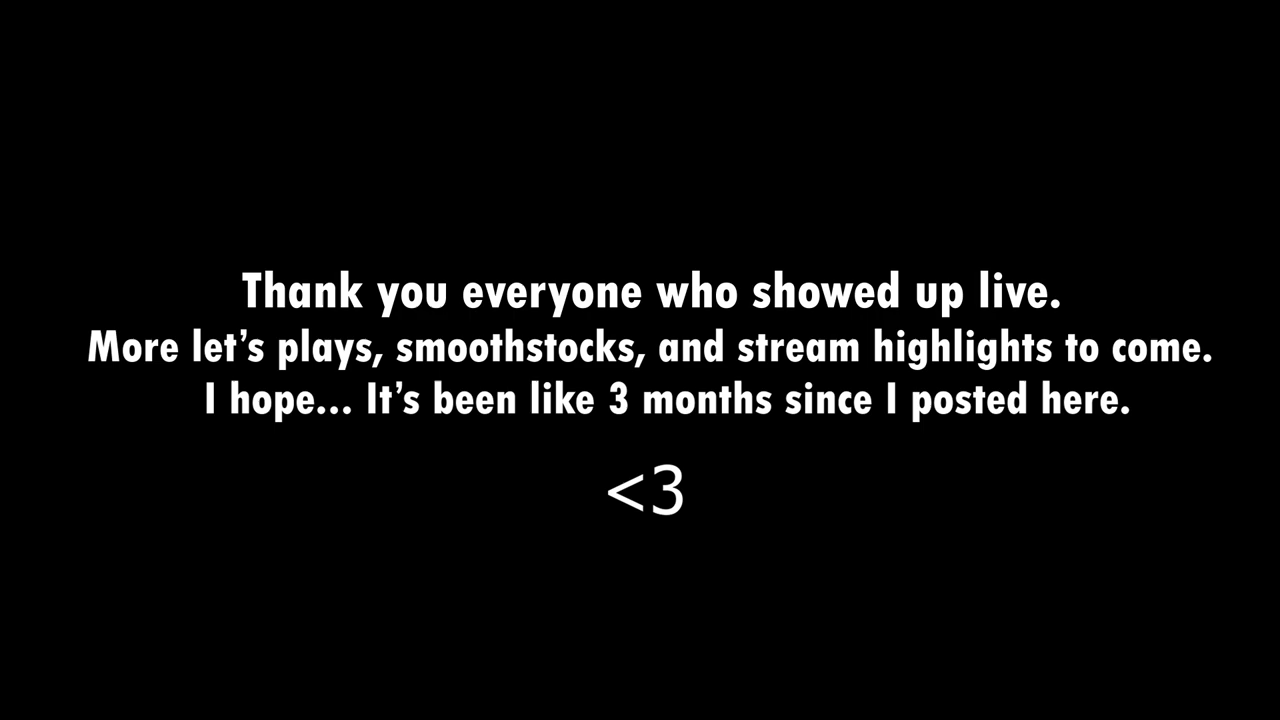 Thank you everyone who showed up live.
More let’s plays, smoothstocks, and stream highlights to come.
I hope... It’s been like 3 months since I posted here.
<3